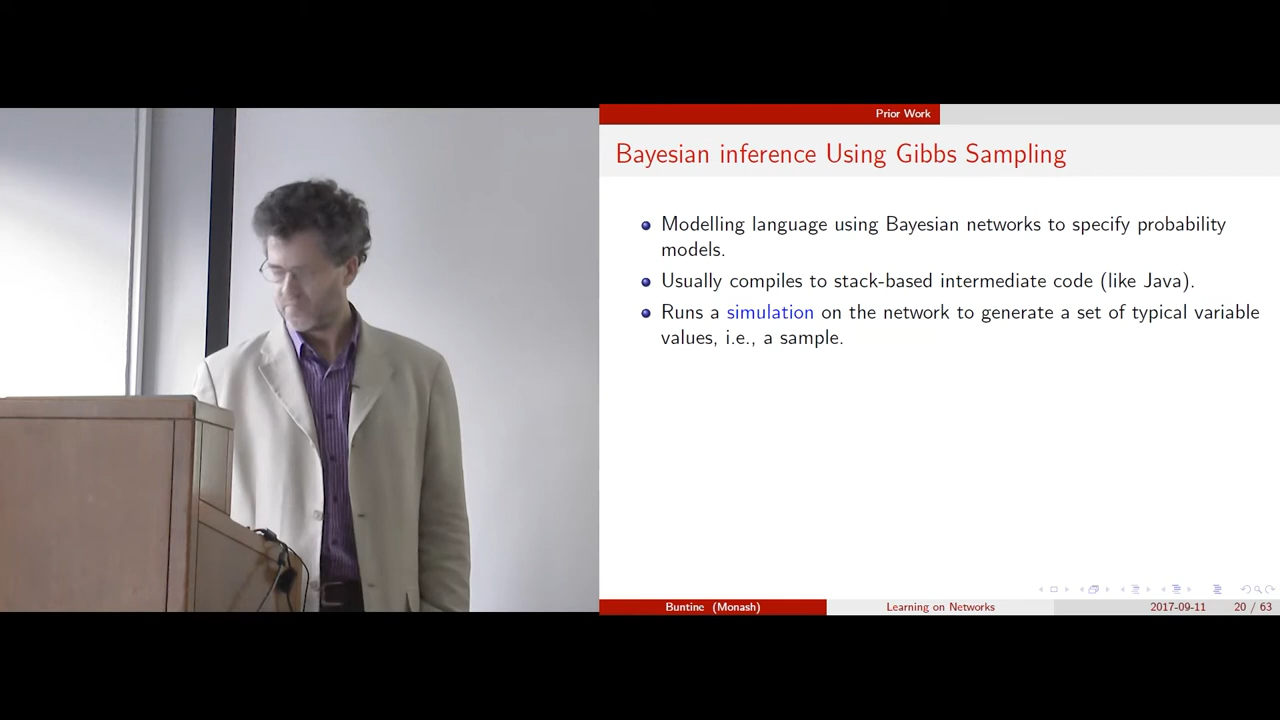 Prior Work
Bayesian inference Using Gibbs Sampling
Modelling language using Bayesian networks to specify probability
models.
Usually compiles to stack-based intermediate code (like Java).
Runs a simulation on the network to generate a set of typical variable
values, i.e., a sample.
Buntine (Monash)
Learning on Networks
2017-09-11
20 / 63